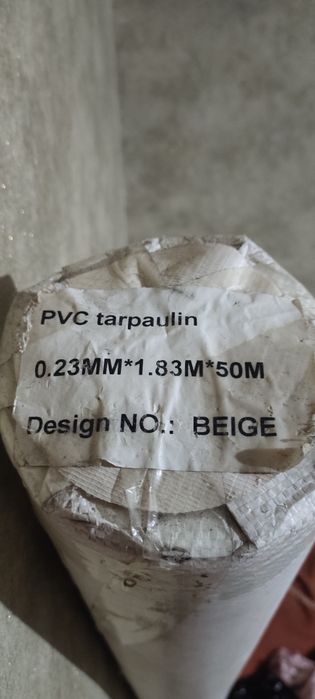 PVC tarpaulin
0.23MM*1.83M*50M
Design NO.: BEIGE